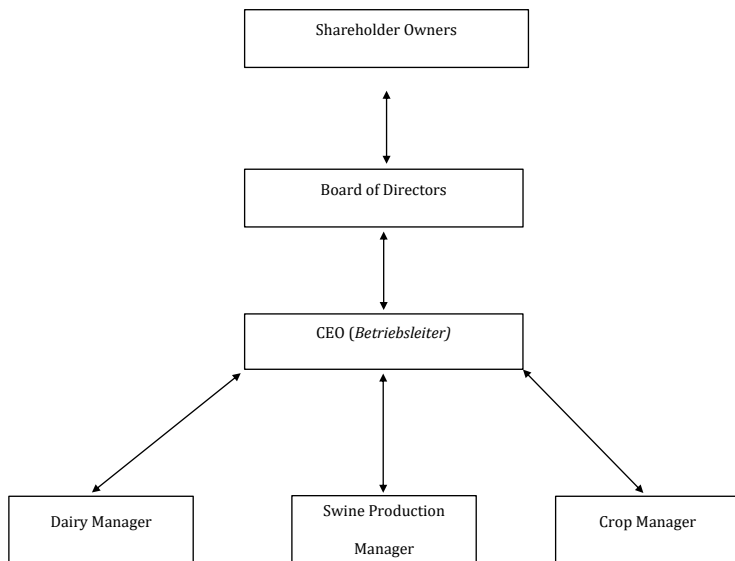 Shareholder Owners
Board of Directors
CEO (Betriebsleiter)
Dairy Manager
Swine Production
Manager
Crop Manager